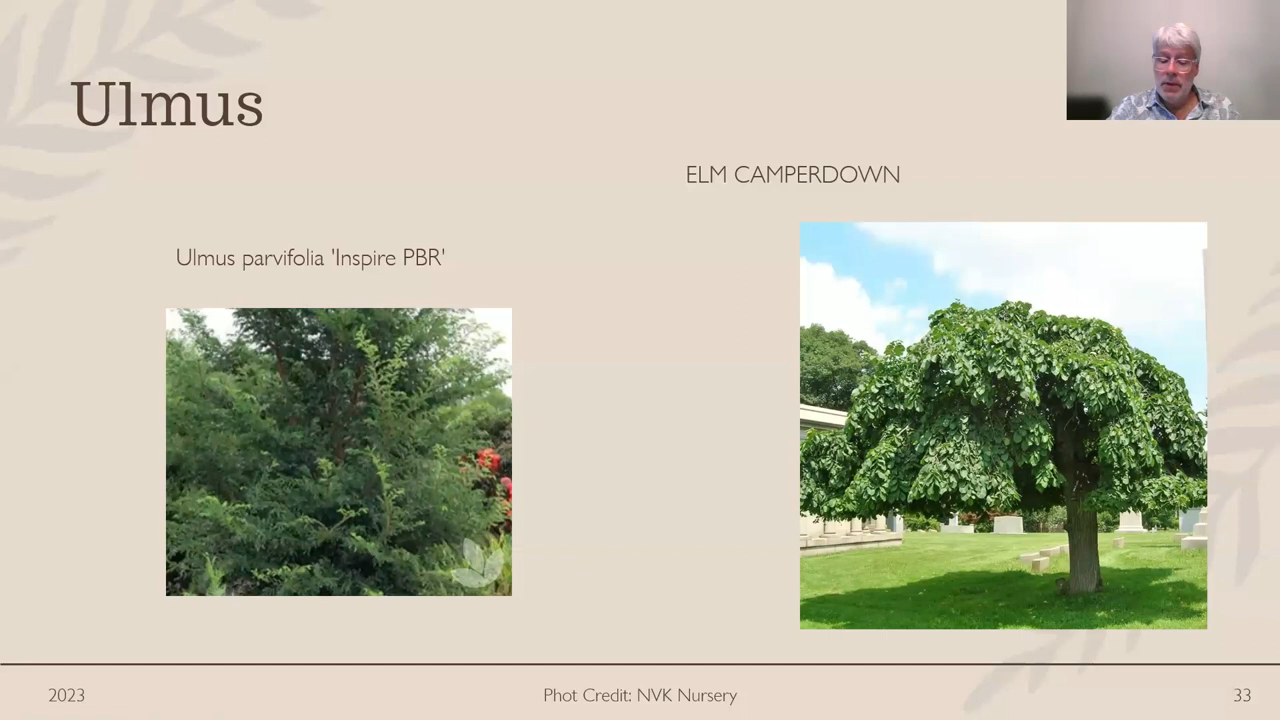 Ulmus
ELM CAMPERDOWN
Ulmus parvifolia 'Inspire PBR'
2023
Phot Credit: NVK Nursery
33